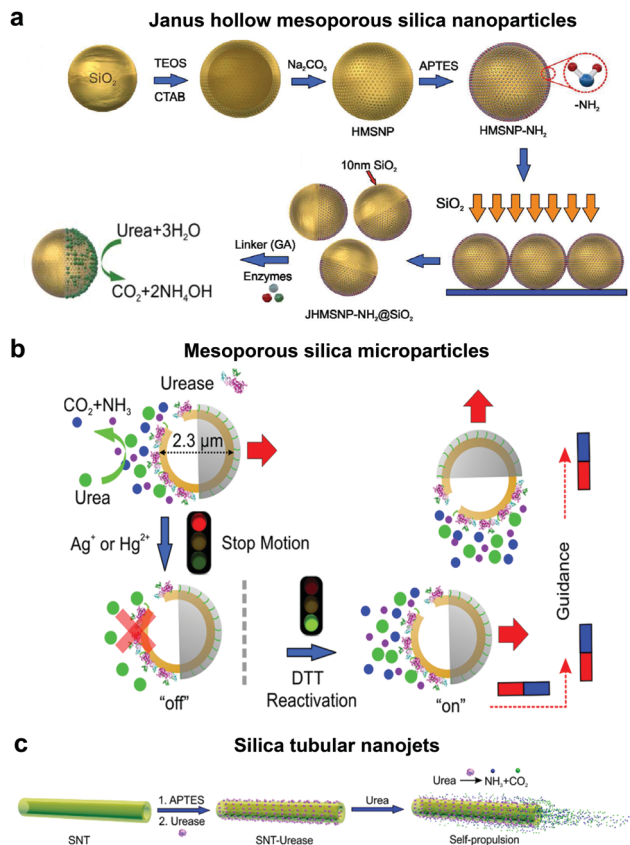 a
Janus hollow mesoporous silica nanoparticles
SiO₂
TEOS
CTAB
Na₂CO₃
HMSNP
APTES
HMSNP-NH₂
-NH₂
SiO₂
10nm SiO₂
JHMSNP-NH₂@SiO₂
Linker (GA)
Enzymes
Urea+3H₂O
CO₂+2NH₄OH
b
Mesoporous silica microparticles
Urease
CO₂+NH₃
2.3 µm
Urea
Ag⁺ or Hg²⁺
Stop Motion
"off"
DTT
Reactivation
"on"
Guidance
c
Silica tubular nanojets
SNT
1. APTES
2. Urease
SNT-Urease
Urea
Urea → NH₃+CO₂
Self-propulsion